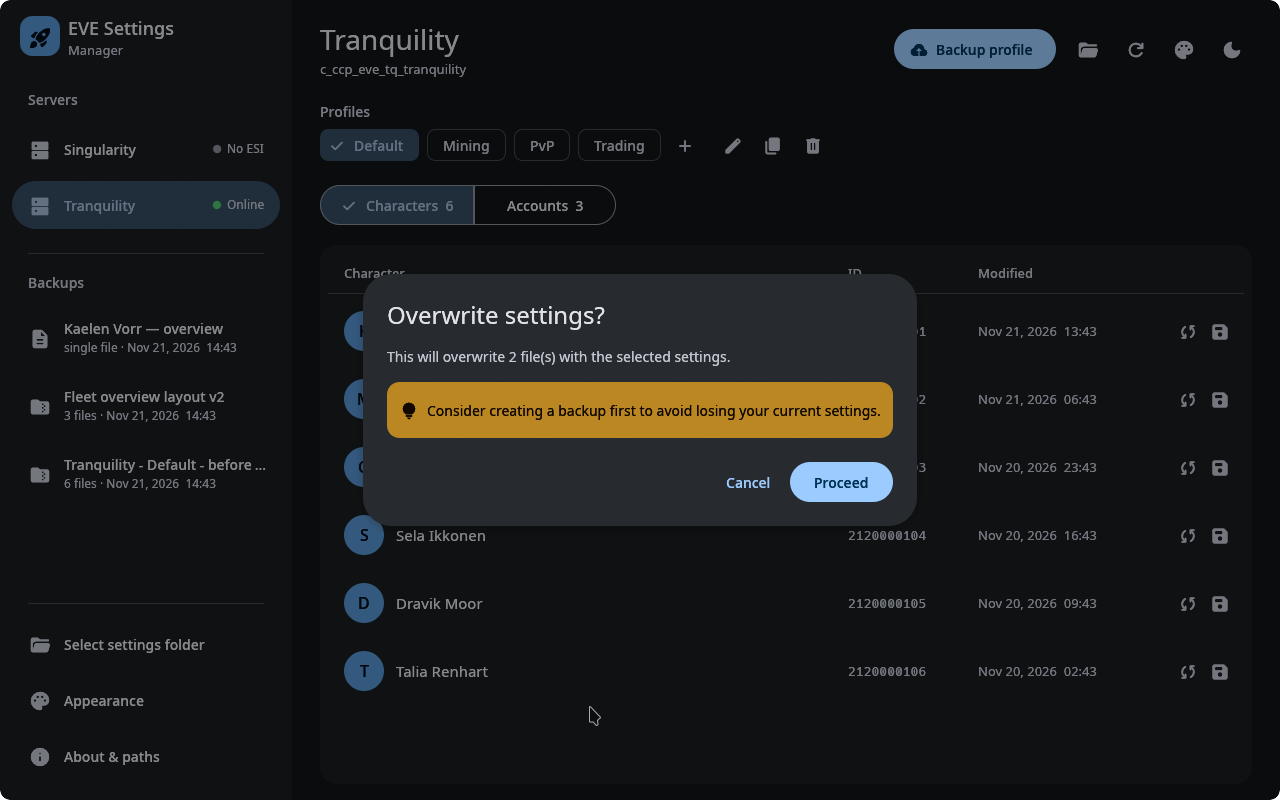 EVE Settings
Manager
Servers
Singularity
No ESI
Tranquility
Online
Backups
Kaelen Vorr — overview
single file · Nov 21, 2026 14:43
Fleet overview layout v2
3 files · Nov 21, 2026 14:43
Tranquility - Default - before ...
6 files · Nov 21, 2026 14:43
Select settings folder
Appearance
About & paths
Tranquility
c_ccp_eve_tq_tranquility
Backup profile
Profiles
Default
Mining
PvP
Trading
Characters 6
Accounts 3
Character
ID
Modified
Nov 21, 2026 13:43
Nov 21, 2026 06:43
Nov 20, 2026 23:43
S Sela Ikkonen 2120000104 Nov 20, 2026 16:43
D Dravik Moor 2120000105 Nov 20, 2026 09:43
T Talia Renhart 2120000106 Nov 20, 2026 02:43
Overwrite settings?
This will overwrite 2 file(s) with the selected settings.
Consider creating a backup first to avoid losing your current settings.
Cancel
Proceed